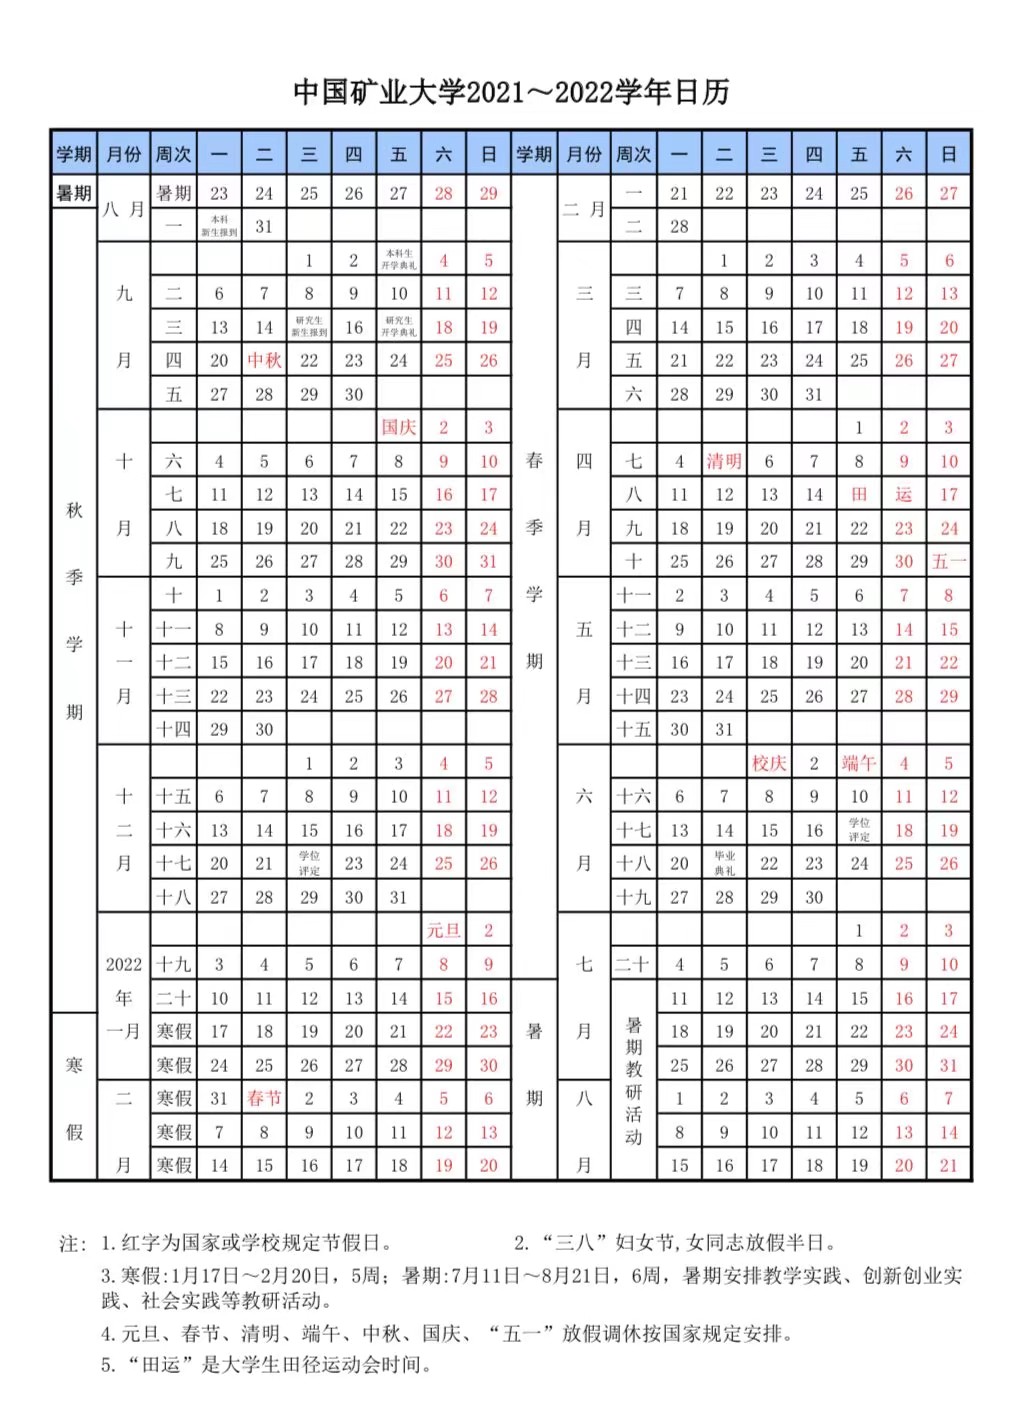 中国矿业大学2021～2022学年日历
学期 月份 周次 一 二 三 四 五 六 日 学期 月份 周次 一 二 三 四 五 六 日
暑期 八月 暑期 23 24 25 26 27 28 29 春季学期 二月 一 21 22 23 24 25 26 27
秋季学期 一 本科新生报到 31 二 28
九月 1 2 本科生开学典礼 4 5 三月 1 2 3 4 5 6
二 6 7 8 9 10 11 12 三 7 8 9 10 11 12 13
三 13 14 研究生新生报到 16 研究生开学典礼 18 19 四 14 15 16 17 18 19 20
四 20 中秋 22 23 24 25 26 五 21 22 23 24 25 26 27
五 27 28 29 30 六 28 29 30 31
十月 国庆 2 3 四月 1 2 3
六 4 5 6 7 8 9 10 七 4 清明 6 7 8 9 10
七 11 12 13 14 15 16 17 八 11 12 13 14 田 运 17
八 18 19 20 21 22 23 24 九 18 19 20 21 22 23 24
九 25 26 27 28 29 30 31 十 25 26 27 28 29 30 五一
十一月 十 1 2 3 4 5 6 7 五月 十一 2 3 4 5 6 7 8
十一 8 9 10 11 12 13 14 十二 9 10 11 12 13 14 15
十二 15 16 17 18 19 20 21 十三 16 17 18 19 20 21 22
十三 22 23 24 25 26 27 28 十四 23 24 25 26 27 28 29
十四 29 30 十五 30 31
十二月 1 2 3 4 5 六月 校庆 2 端午 4 5
十五 6 7 8 9 10 11 12 十六 6 7 8 9 10 11 12
十六 13 14 15 16 17 18 19 十七 13 14 15 16 学位评定 18 19
十七 20 21 学位评定 23 24 25 26 十八 20 毕业典礼 22 23 24 25 26
十八 27 28 29 30 31 十九 27 28 29 30
2022年一月 元旦 2 七月 1 2 3
十九 3 4 5 6 7 8 9 二十 4 5 6 7 8 9 10
二十 10 11 12 13 14 15 16 暑期 暑期教研活动 11 12 13 14 15 16 17
寒假 寒假 17 18 19 20 21 22 23 18 19 20 21 22 23 24
寒假 24 25 26 27 28 29 30 25 26 27 28 29 30 31
二月 寒假 31 春节 2 3 4 5 6 八月 1 2 3 4 5 6 7
寒假 7 8 9 10 11 12 13 8 9 10 11 12 13 14
寒假 14 15 16 17 18 19 20 15 16 17 18 19 20 21
注: 1.红字为国家或学校规定节假日。 2.“三八”妇女节,女同志放假半日。
3.寒假:1月17日～2月20日，5周；暑期:7月11日～8月21日，6周，暑期安排教学实践、创新创业实
践、社会实践等教研活动。
4.元旦、春节、清明、端午、中秋、国庆、“五一”放假调休按国家规定安排。
5.“田运”是大学生田径运动会时间。